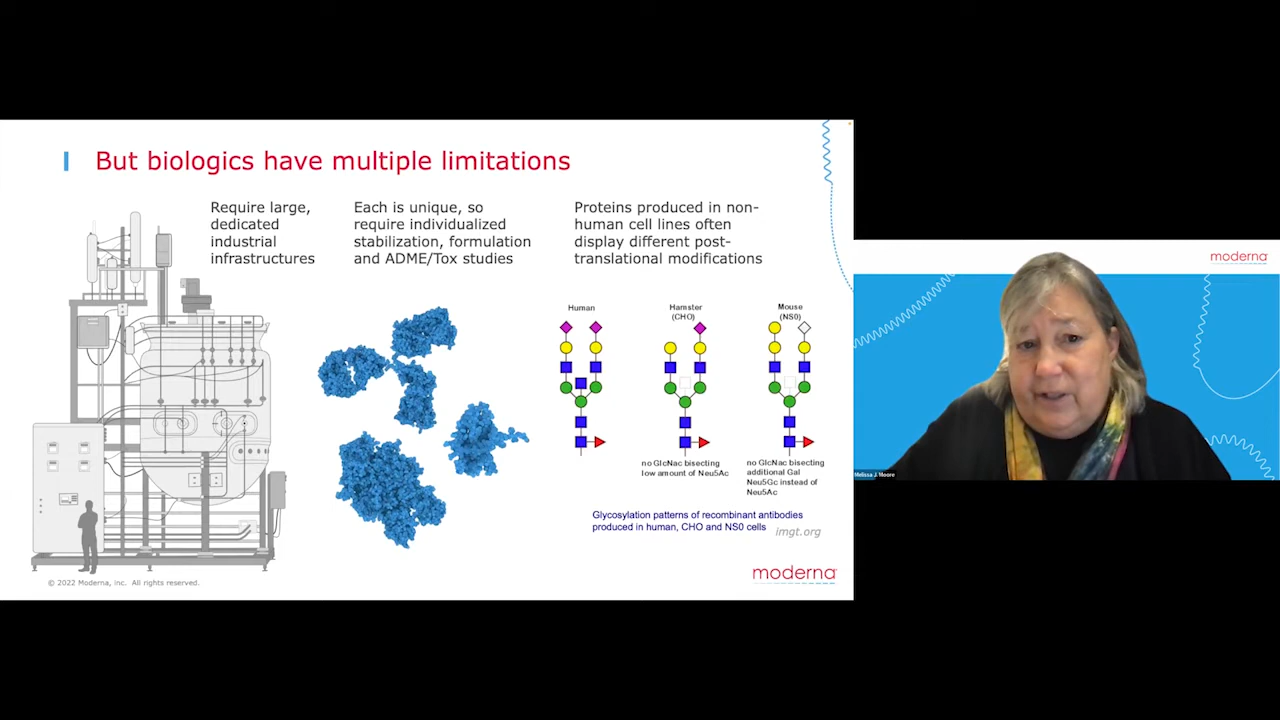 But biologics have multiple limitations
Require large,
dedicated
industrial
infrastructures
Each is unique, so
require individualized
stabilization, formulation
and ADME/Tox studies
Proteins produced in non-
human cell lines often
display different post-
translational modifications
Human
Hamster
(CHO)
Mouse
(NS0)
no GlcNac bisecting
low amount of Neu5Ac
no GlcNac bisecting
additional Gal
Neu5Gc instead of
Neu5Ac
Glycosylation patterns of recombinant antibodies
produced in human, CHO and NS0 cells
imgt.org
© 2022 Moderna, inc. All rights reserved.
moderna
moderna
Melissa J. Moore